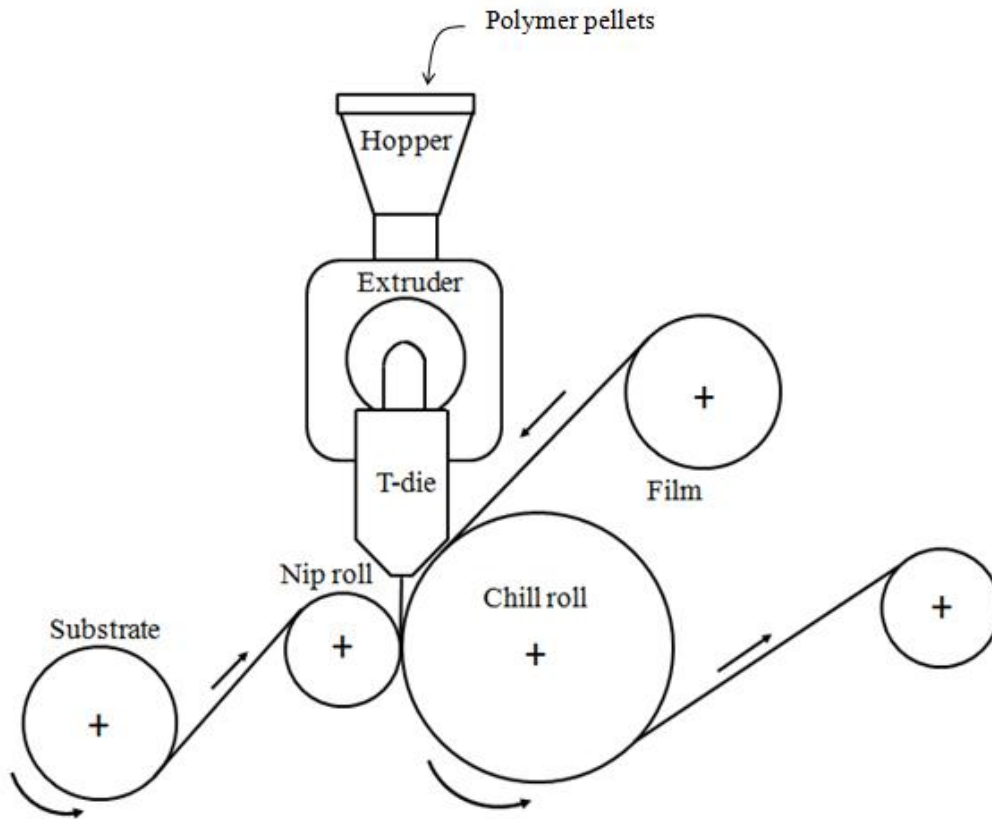 Polymer pellets
Hopper
Extruder
T-die
Film
Nip roll
Chill roll
Substrate